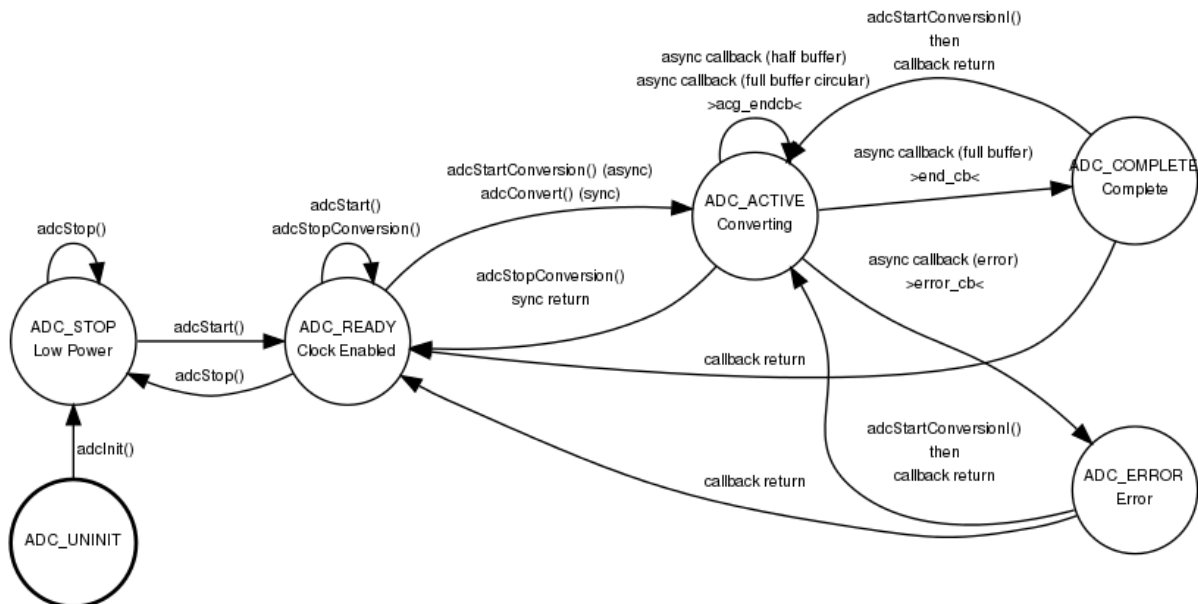 adcStartConversionI()
then
callback return
async callback (half buffer)
async callback (full buffer circular)
>acg_endcb<
async callback (full buffer)
>end_cb<
ADC_COMPLETE
Complete
adcStartConversion() (async)
adcConvert() (sync)
ADC_ACTIVE
Converting
adcStart()
adcStopConversion()
adcStop()
async callback (error)
>error_cb<
adcStopConversion()
sync return
ADC_STOP
Low Power
adcStart()
ADC_READY
Clock Enabled
callback return
adcStop()
adcStartConversionI()
then
callback return
adcInit()
callback return
ADC_ERROR
Error
ADC_UNINIT